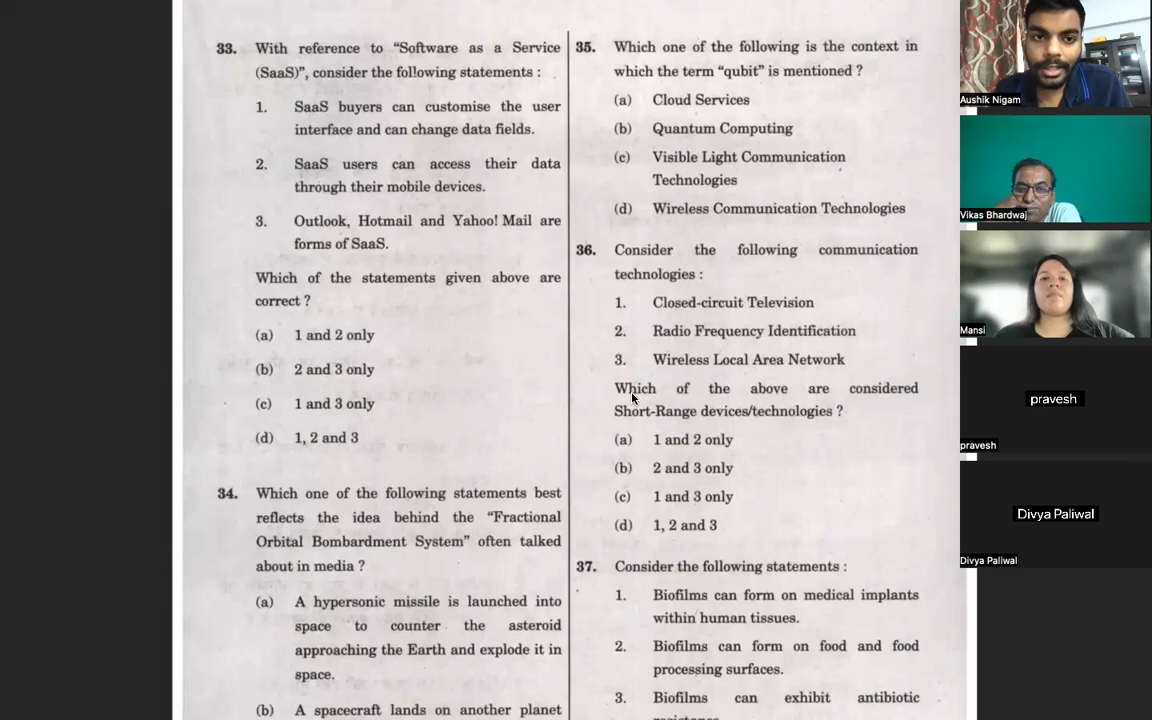 33. With reference to "Software as a Service
(SaaS)", consider the following statements :
1. SaaS buyers can customise the user
interface and can change data fields.
2. SaaS users can access their data
through their mobile devices.
3. Outlook, Hotmail and Yahoo! Mail are
forms of SaaS.
Which of the statements given above are
correct ?
(a) 1 and 2 only
(b) 2 and 3 only
(c) 1 and 3 only
(d) 1, 2 and 3
34. Which one of the following statements best
reflects the idea behind the "Fractional
Orbital Bombardment System" often talked
about in media ?
(a) A hypersonic missile is launched into
space to counter the asteroid
approaching the Earth and explode it in
space.
(b) A spacecraft lands on another planet
35. Which one of the following is the context in
which the term "qubit" is mentioned ?
(a) Cloud Services
(b) Quantum Computing
(c) Visible Light Communication
Technologies
(d) Wireless Communication Technologies
36. Consider the following communication
technologies :
1. Closed-circuit Television
2. Radio Frequency Identification
3. Wireless Local Area Network
Which of the above are considered
Short-Range devices/technologies ?
(a) 1 and 2 only
(b) 2 and 3 only
(c) 1 and 3 only
(d) 1, 2 and 3
37. Consider the following statements :
1. Biofilms can form on medical implants
within human tissues.
2. Biofilms can form on food and food
processing surfaces.
3. Biofilms can exhibit antibiotic
Aushik Nigam
Vikas Bhardwaj
Mansi
pravesh
pravesh
Divya Paliwal
Divya Paliwal